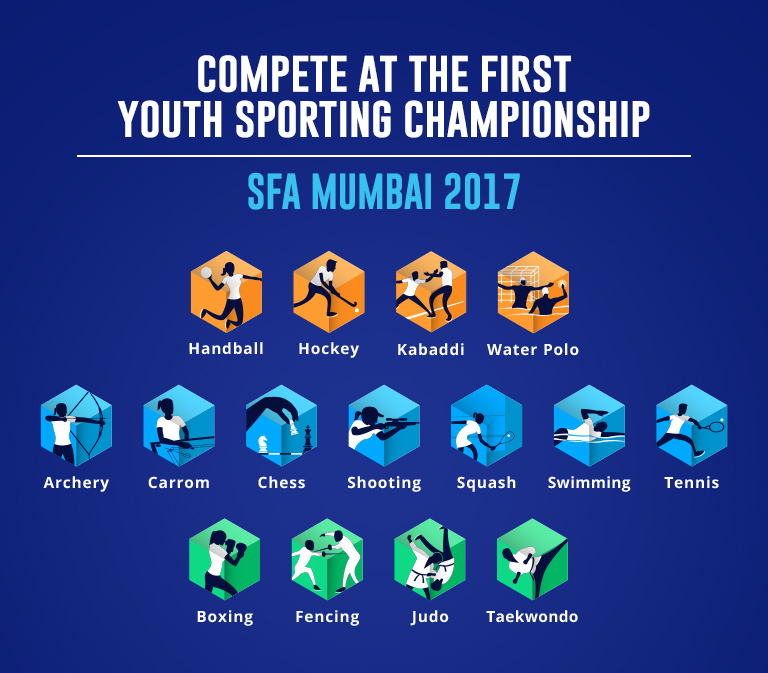 COMPETE AT THE FIRST
YOUTH SPORTING CHAMPIONSHIP
SFA MUMBAI 2017
Handball Hockey Kabaddi Water Polo
Archery Carrom Chess Shooting Squash Swimming Tennis
Boxing Fencing Judo Taekwondo